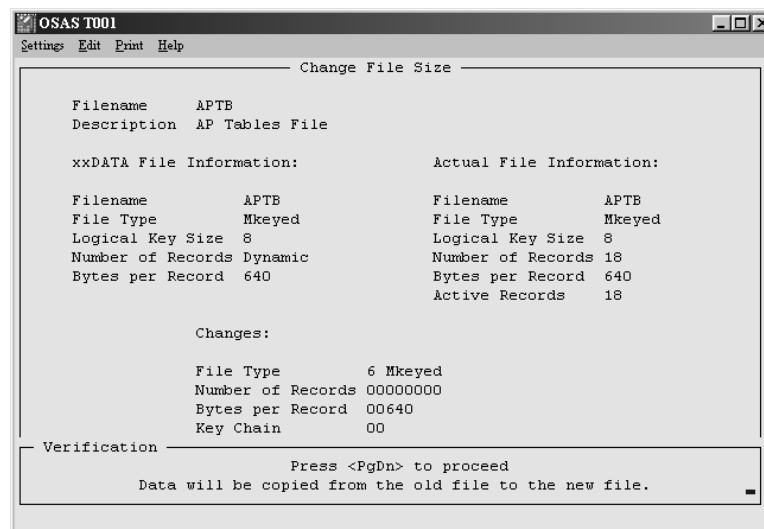 OSAS T001
Settings Edit Print Help
Change File Size
Filename APTB
Description AP Tables File
xxDATA File Information: Actual File Information:
Filename APTB Filename APTB
File Type Mkeyed File Type Mkeyed
Logical Key Size 8 Logical Key Size 8
Number of Records Dynamic Number of Records 18
Bytes per Record 640 Bytes per Record 640
Active Records 18
Changes:
File Type 6 Mkeyed
Number of Records 00000000
Bytes per Record 00640
Key Chain 00
Verification
Press <PgDn> to proceed
Data will be copied from the old file to the new file.